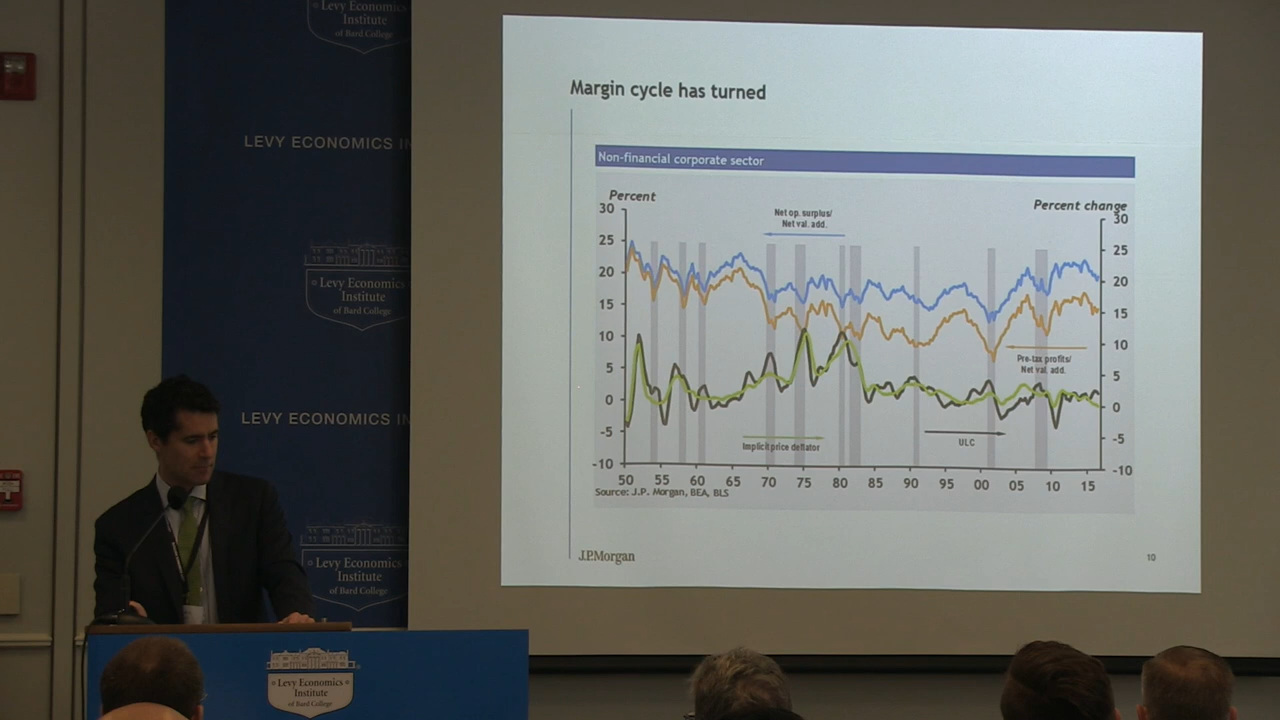 Levy Economics
Institute
of Bard College
LEVY ECONOMICS IN
Levy Economics
Institute
of Bard College
LEVY ECONOMICS
Levy Economics
Institute
of Bard College
Levy Economics
Institute
of Bard College
Margin cycle has turned
Non-financial corporate sector
Percent
Percent change
30
25
20
15
10
5
0
-5
-10
30
25
20
15
10
5
0
-5
-10
Net op. surplus/
Net val. add.
Pre-tax profits/
Net val. add.
Implicit price deflator
ULC
50 55 60 65 70 75 80 85 90 95 00 05 10 15
Source: J.P. Morgan, BEA, BLS
J.P.Morgan
10